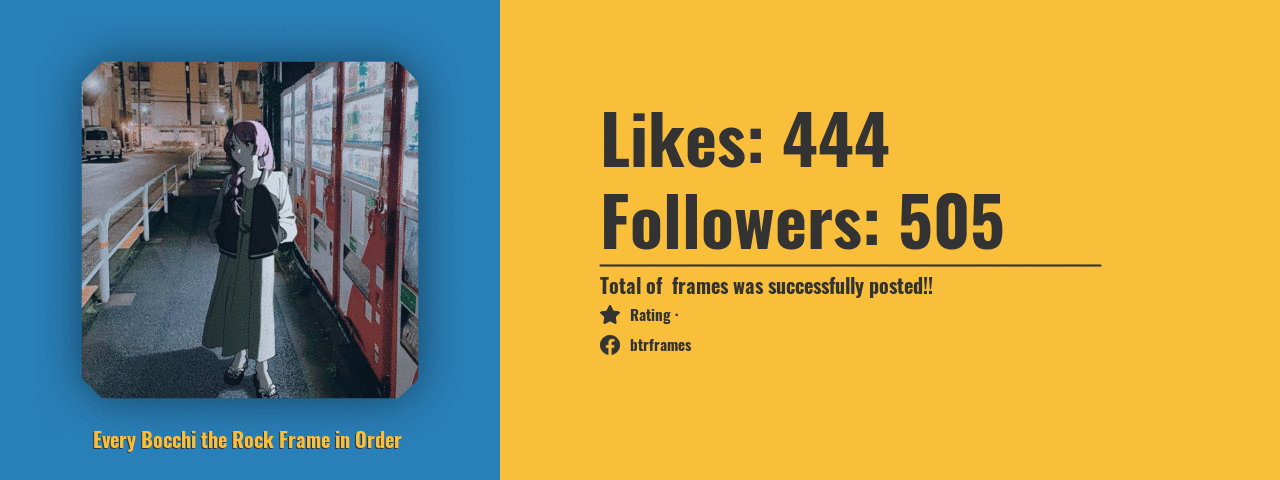 Likes: 444
Followers: 505
Total of  frames was successfully posted!!
Rating ·
btrframes
Every Bocchi the Rock Frame in Order